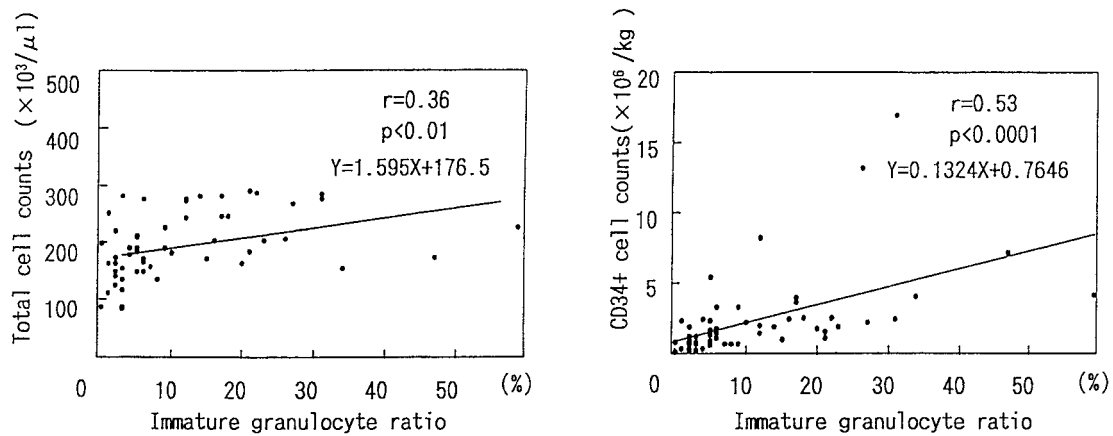 Total cell counts (×10³/μl)
500
400
300
200
100
0
10
20
30
40
50
(%)
Immature granulocyte ratio
r=0.36
p<0.01
Y=1.595X+176.5
CD34+ cell counts(×10⁶/kg)
20
15
10
5
0
10
20
30
40
50
(%)
Immature granulocyte ratio
r=0.53
p<0.0001
Y=0.1324X+0.7646